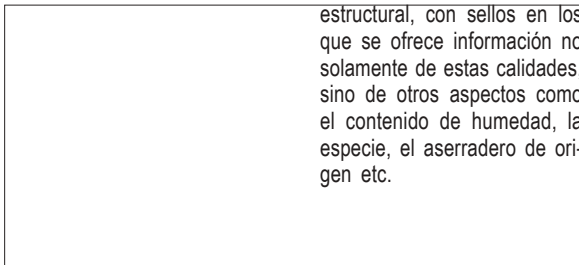 estructural, con sellos en los
que se ofrece información no
solamente de estas calidades,
sino de otros aspectos como
el contenido de humedad, la
especie, el aserradero de ori-
gen etc.